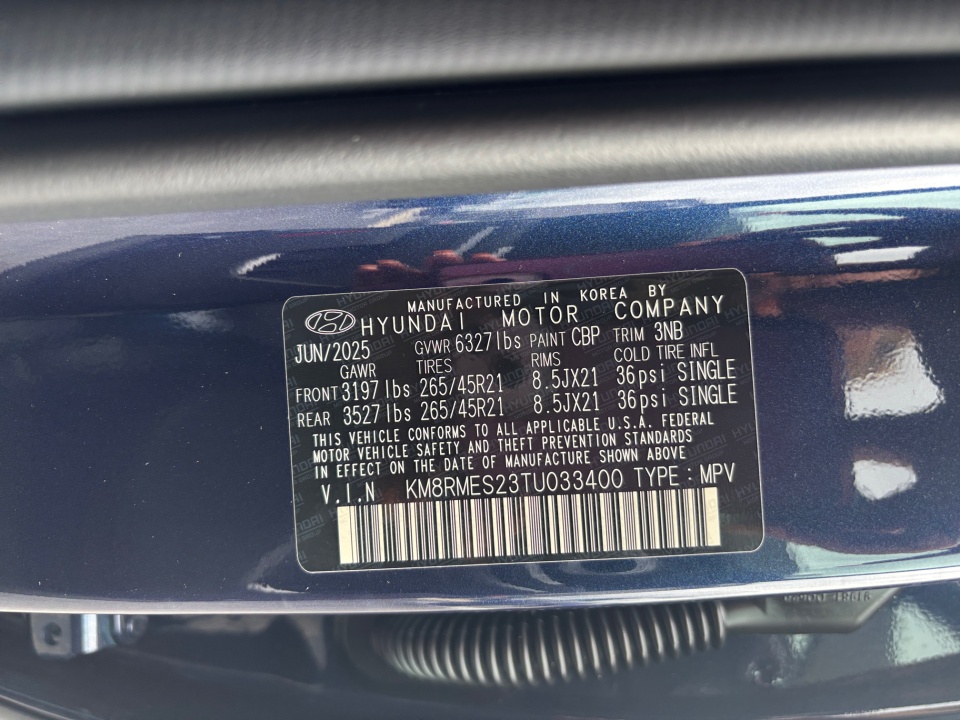 MANUFACTURED IN KOREA BY
HYUNDAI MOTOR COMPANY
JUN/2025 GVWR 6327lbs PAINT CBP TRIM 3NB
GAWR TIRES RIMS COLD TIRE INFL
FRONT 3197lbs 265/45R21 8.5JX21 36psi SINGLE
REAR 3527lbs 265/45R21 8.5JX21 36psi SINGLE
THIS VEHICLE CONFORMS TO ALL APPLICABLE U.S.A. FEDERAL
MOTOR VEHICLE SAFETY AND THEFT PREVENTION STANDARDS
IN EFFECT ON THE DATE OF MANUFACTURE SHOWN ABOVE
V.I.N KM8RMES23TU033400 TYPE : MPV